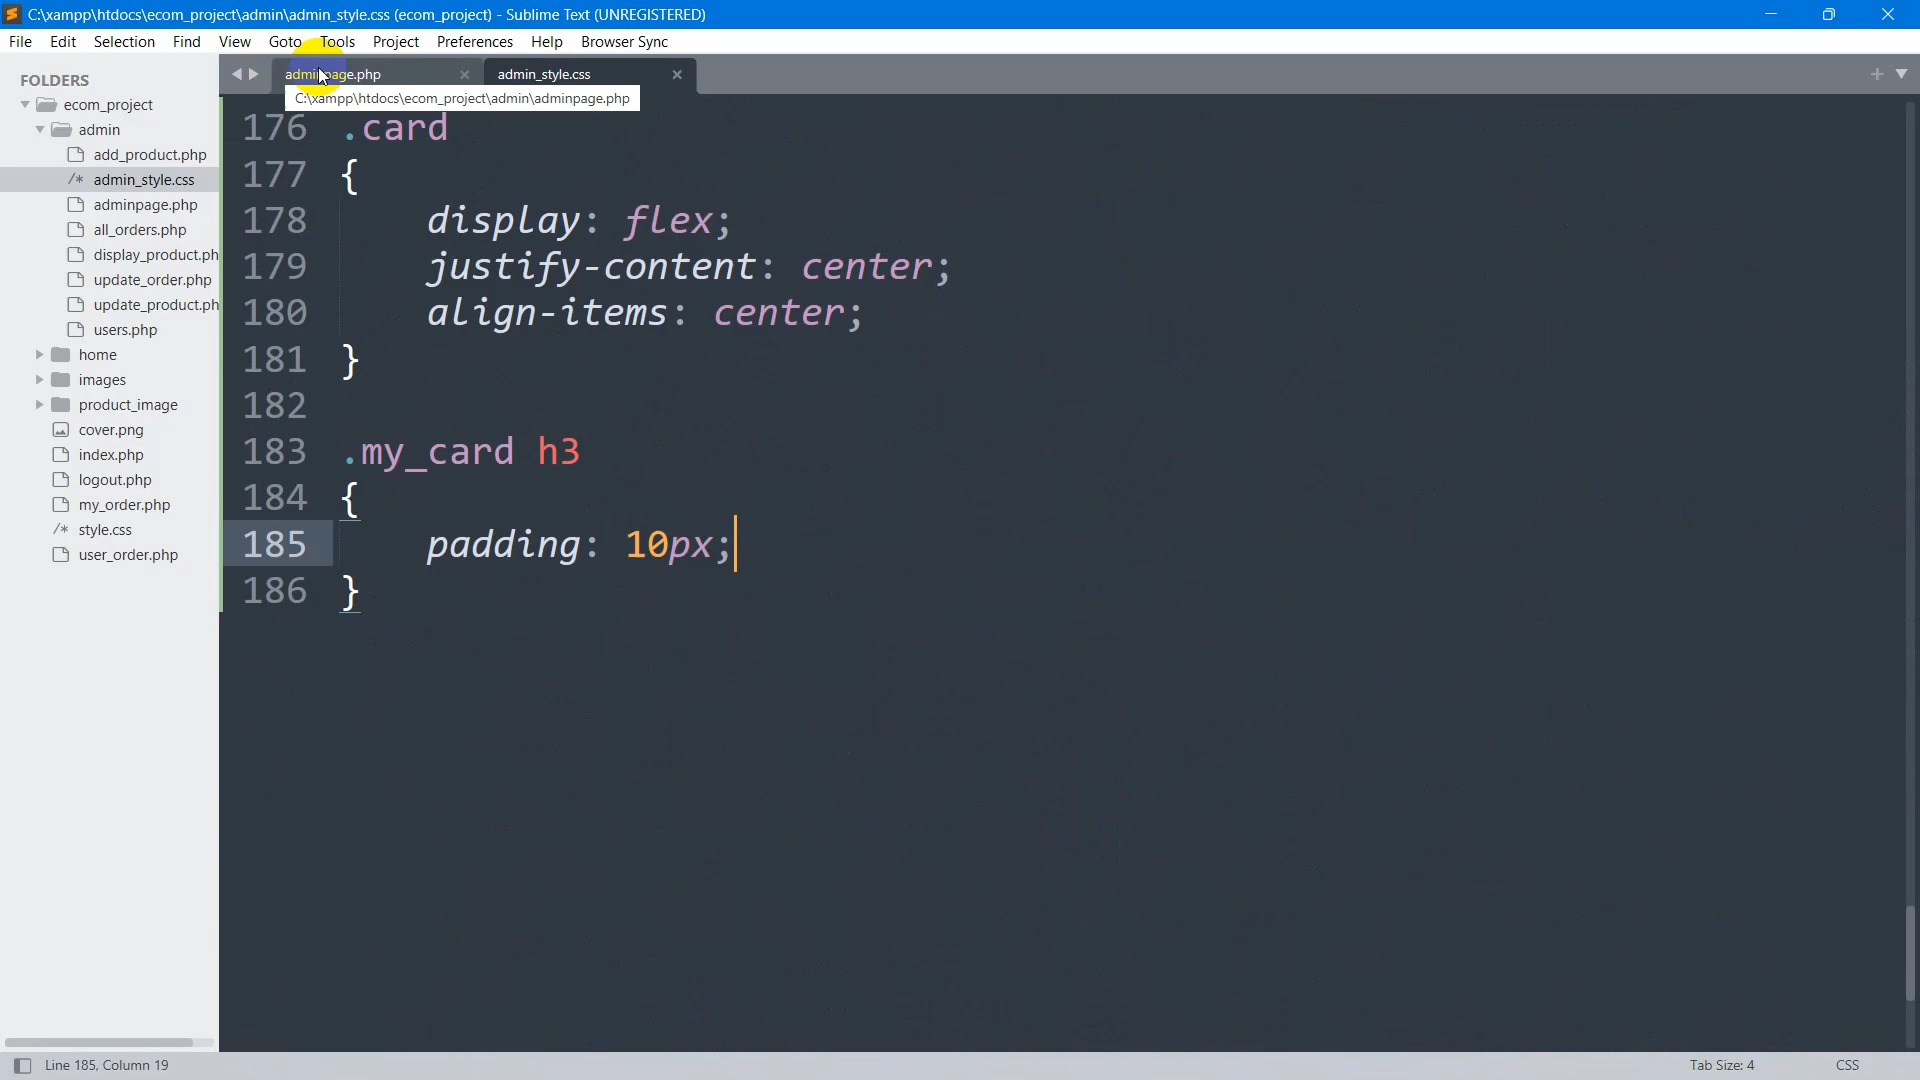 C:\xampp\htdocs\ecom_project\admin\admin_style.css (ecom_project) - Sublime Text (UNREGISTERED)
File Edit Selection Find View Goto Tools Project Preferences Help Browser Sync
FOLDERS
ecom_project
admin
add_product.php
/* admin_style.css
adminpage.php
all_orders.php
display_product.ph
update_order.php
update_product.ph
users.php
home
images
product_image
cover.png
index.php
logout.php
my_order.php
/* style.css
user_order.php
adminpage.php
admin_style.css
C:\xampp\htdocs\ecom_project\admin\adminpage.php
176 .card
177 {
178 display: flex;
179 justify-content: center;
180 align-items: center;
181 }
182
183 .my_card h3
184 {
185 padding: 10px;
186 }
Line 185, Column 19
Tab Size: 4
CSS